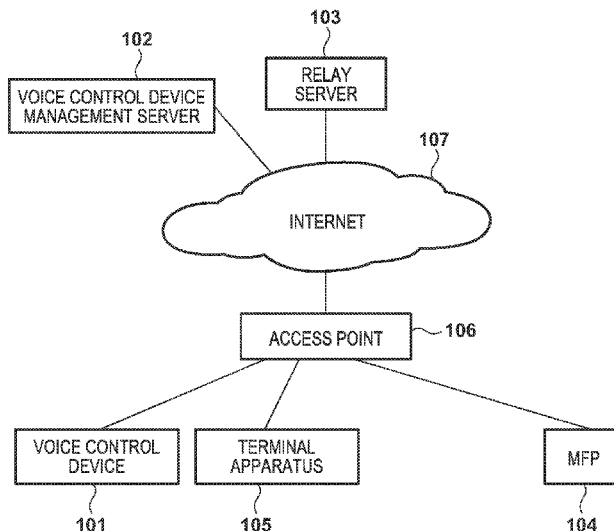 102
VOICE CONTROL DEVICE
MANAGEMENT SERVER
103
RELAY
SERVER
107
INTERNET
ACCESS POINT
106
VOICE CONTROL
DEVICE
101
TERMINAL
APPARATUS
105
MFP
104